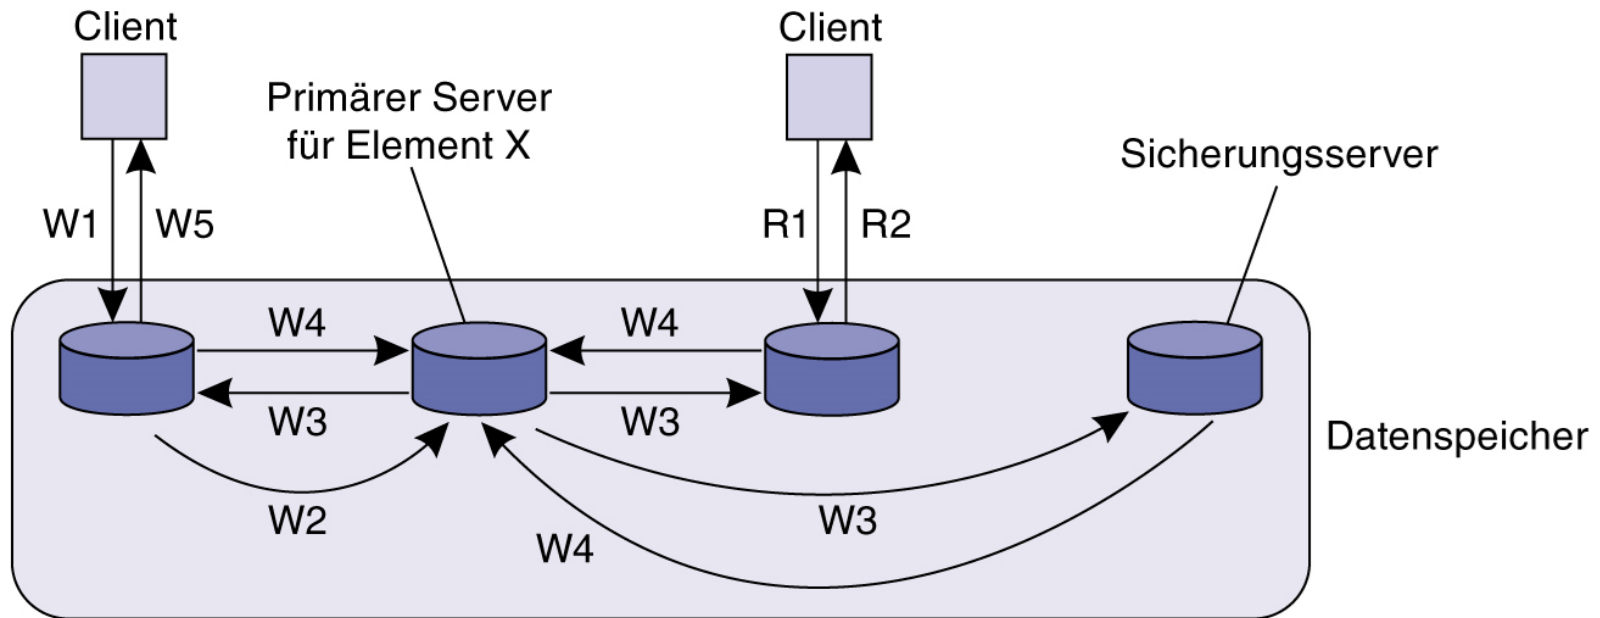 Client
Client
Primärer Server
für Element X
Sicherungsserver
W1
W5
R1
R2
W4
W4
W3
W3
Datenspeicher
W2
W3
W4